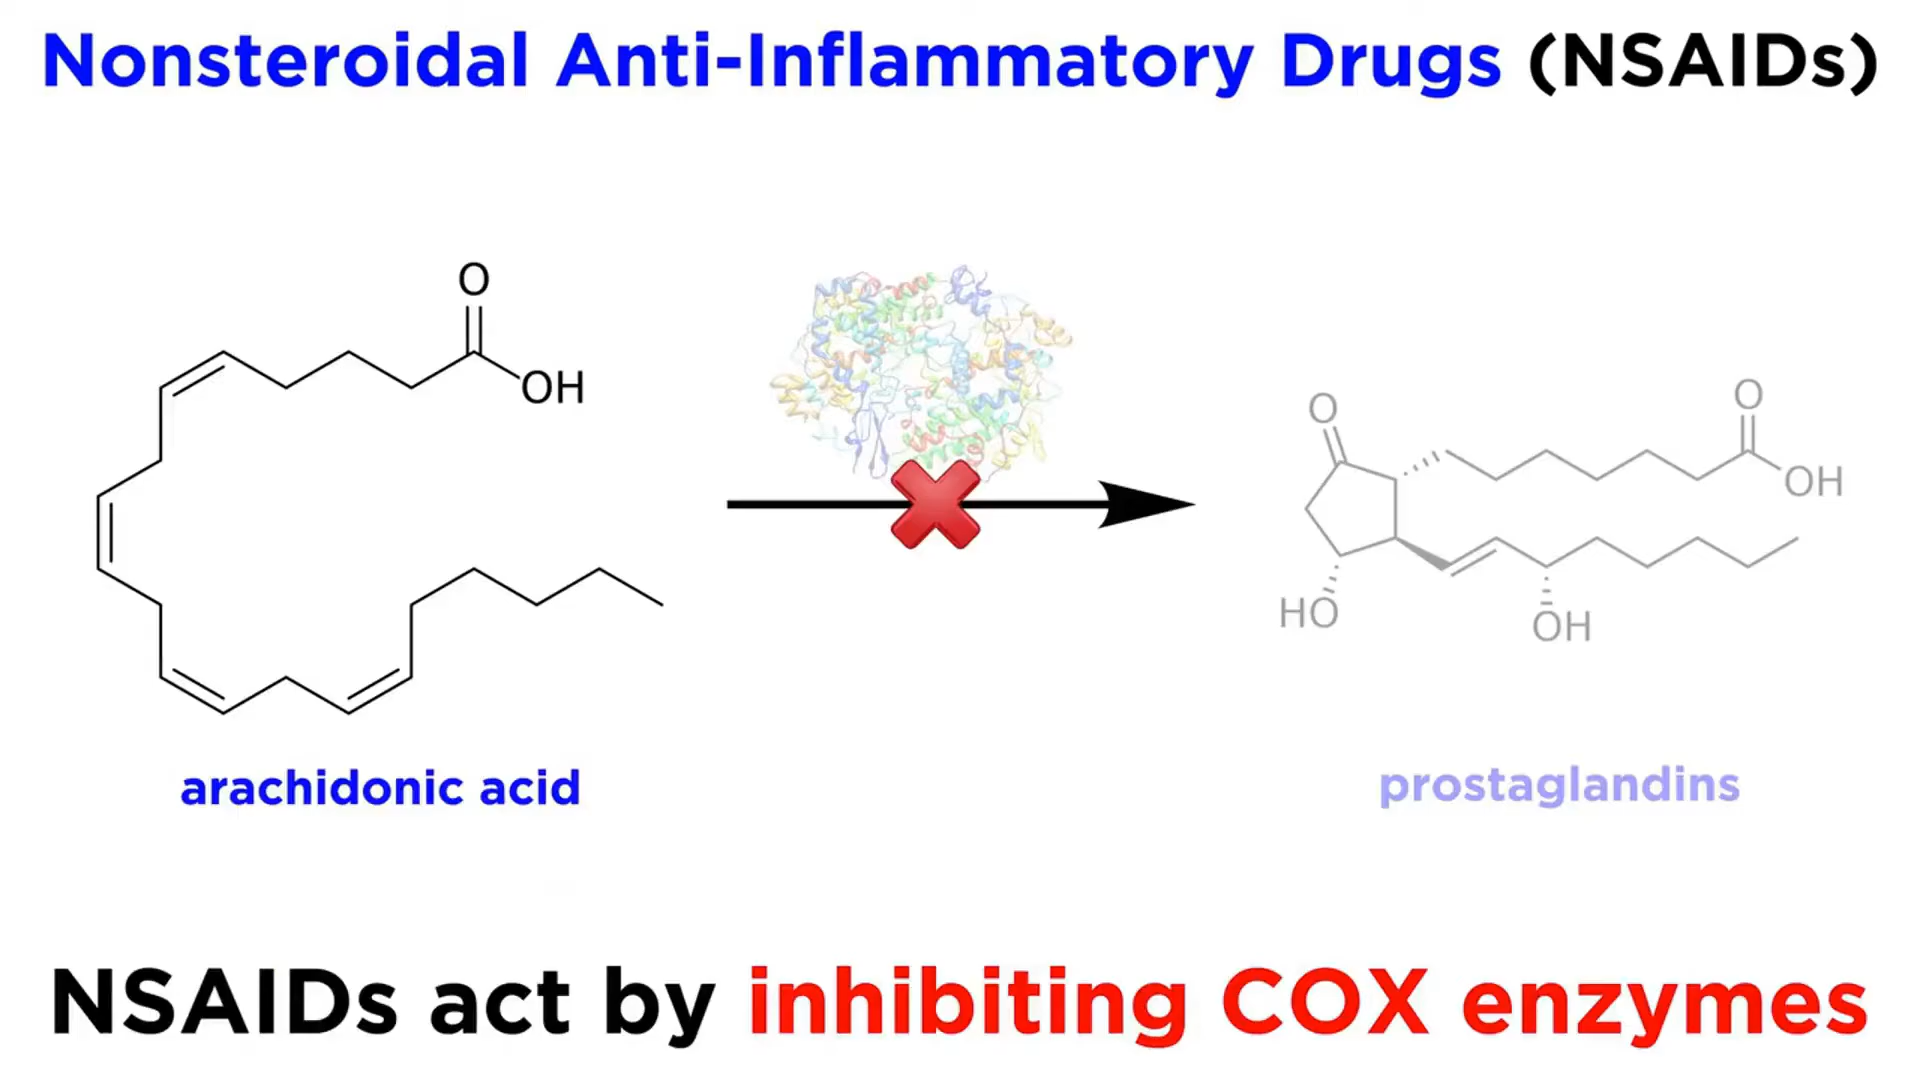 Nonsteroidal Anti-Inflammatory Drugs (NSAIDs)
O
OH
O
O
OH
HO
OH
arachidonic acid
prostaglandins
NSAIDs act by inhibiting COX enzymes